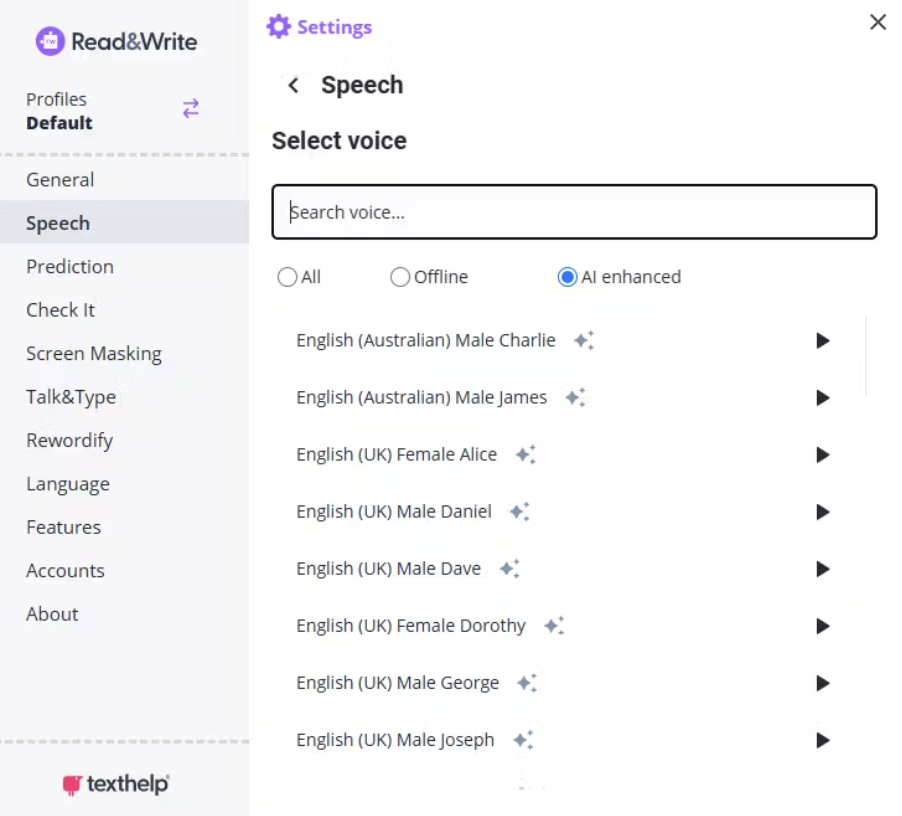 Read&Write
Profiles
Default
General
Speech
Prediction
Check It
Screen Masking
Talk&Type
Rewordify
Language
Features
Accounts
About
texthelp
Settings
Speech
Select voice
Search voice...
All Offline AI enhanced
English (Australian) Male Charlie
English (Australian) Male James
English (UK) Female Alice
English (UK) Male Daniel
English (UK) Male Dave
English (UK) Female Dorothy
English (UK) Male George
English (UK) Male Joseph